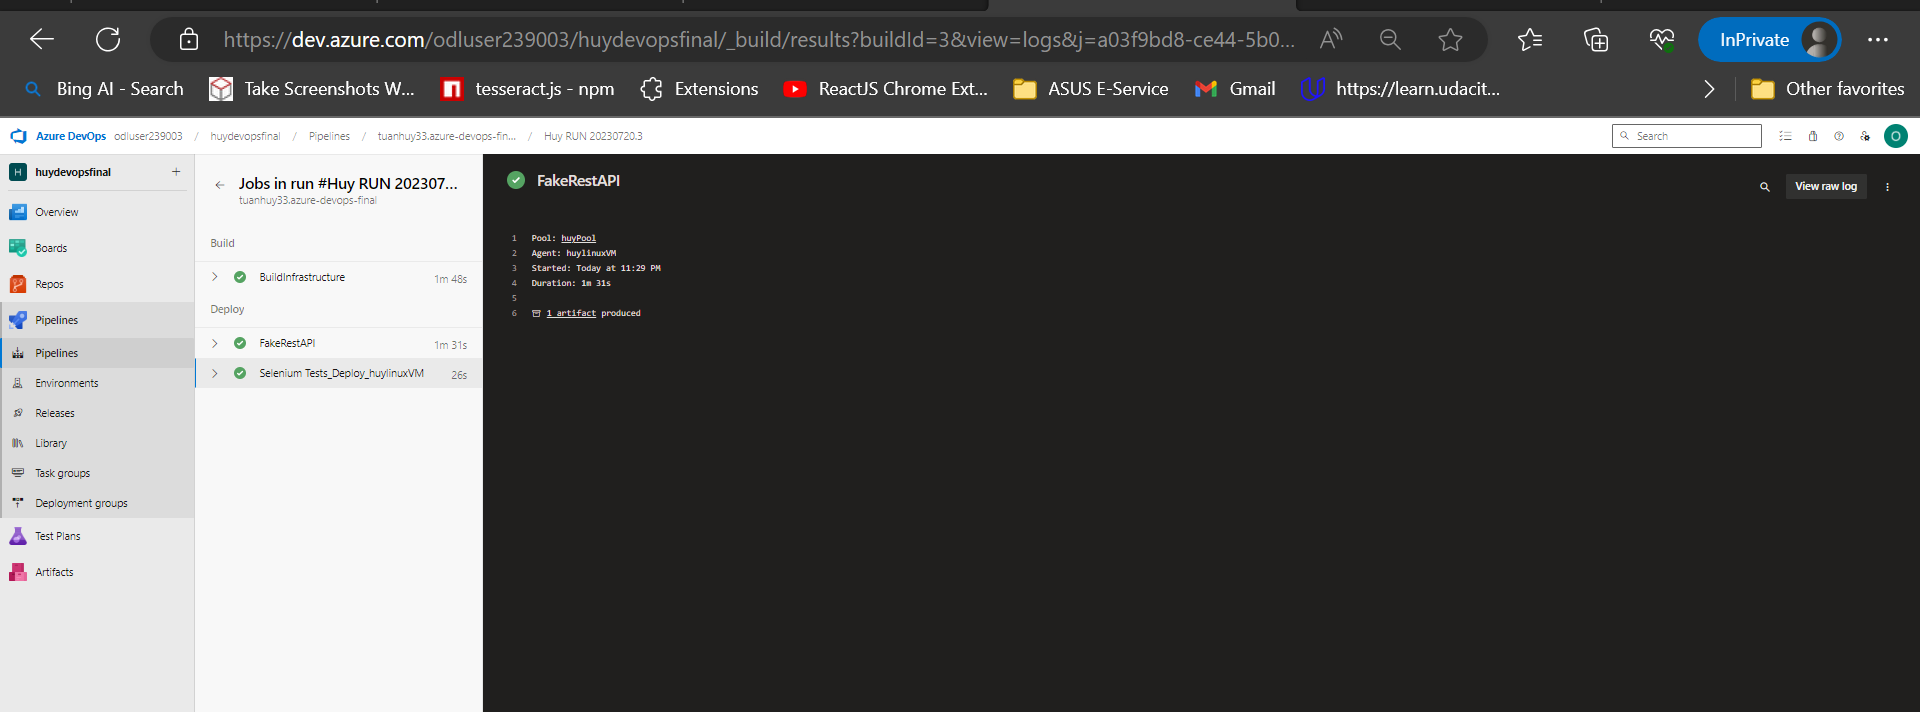 https://dev.azure.com/odluser239003/huydevopsfinal/_build/results?buildId=3&view=logs&j=a03f9bd8-ce44-5b0...
InPrivate
Bing AI - Search
Take Screenshots W...
tesseract.js - npm
Extensions
ReactJS Chrome Ext...
ASUS E-Service
Gmail
https://learn.udacit...
Other favorites
Azure DevOps odluser239003 / huydevopsfinal / Pipelines / tuanhuy33.azure-devops-fin... / Huy RUN 20230720.3
Search
O
H huydevopsfinal +
Overview
Boards
Repos
Pipelines
Pipelines
Environments
Releases
Library
Task groups
Deployment groups
Test Plans
Artifacts
Jobs in run #Huy RUN 202307...
tuanhuy33.azure-devops-final
Build
BuildInfrastructure 1m 48s
Deploy
FakeRestAPI 1m 31s
Selenium Tests_Deploy_huylinuxVM 26s
FakeRestAPI
View raw log
1 Pool: huyPool
2 Agent: huylinuxVM
3 Started: Today at 11:29 PM
4 Duration: 1m 31s
5
6 1 artifact produced